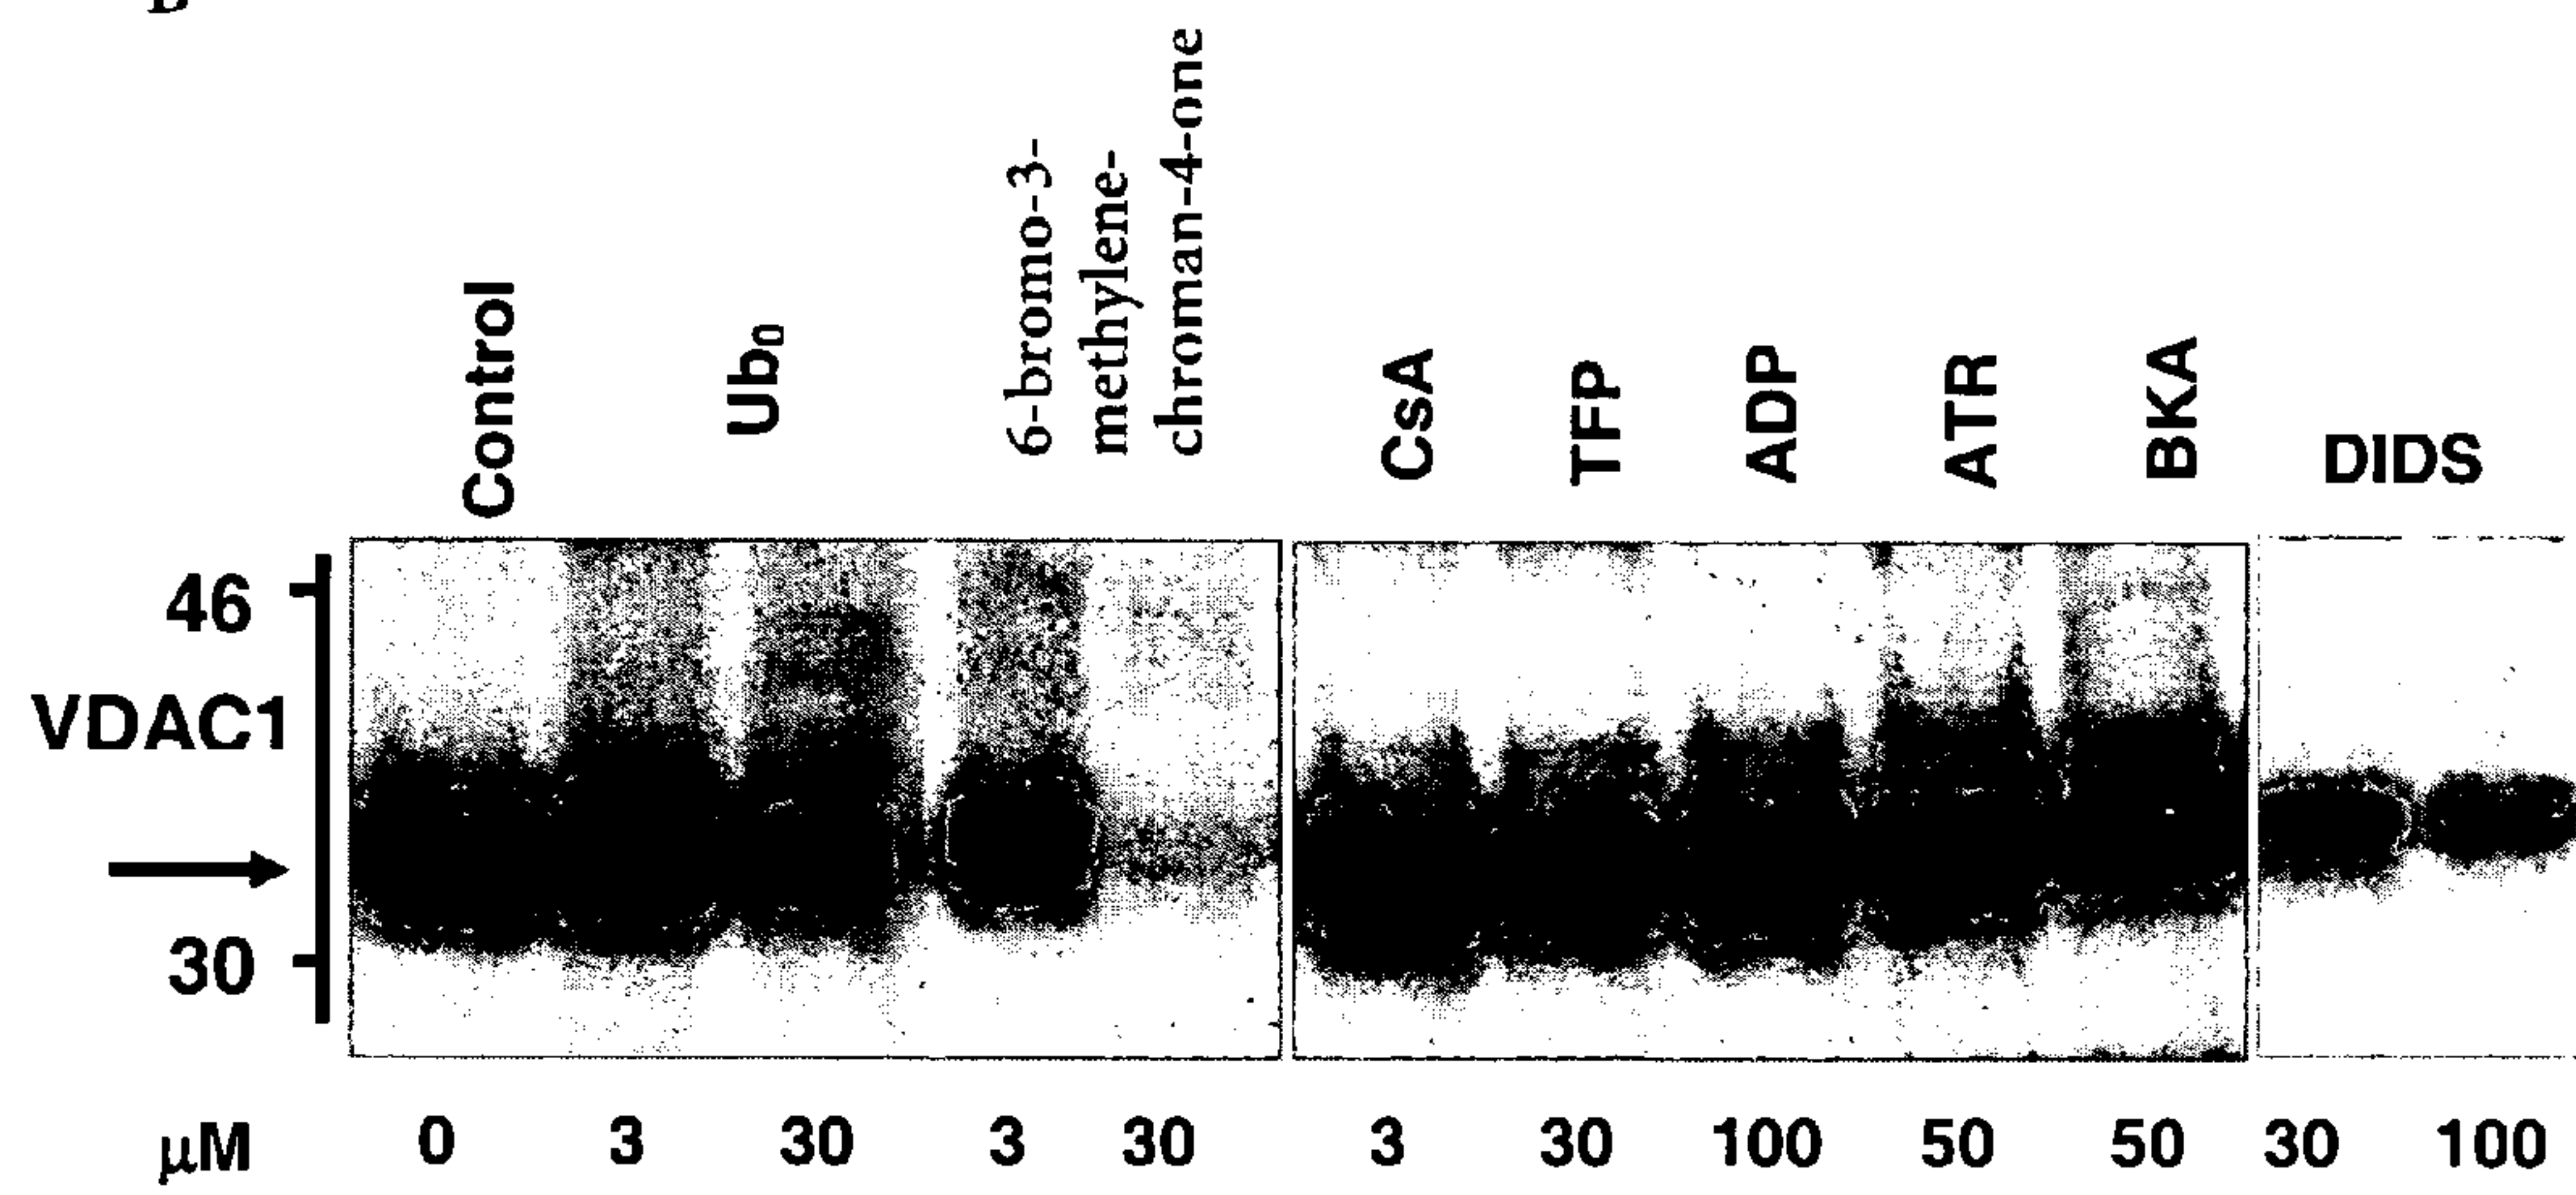 B
Control
Ub₀
6-bromo-3-
methylene-
chroman-4-one
CsA
TFP
ADP
ATR
BKA
DIDS
46
VDAC1
30
μM 0 3 30 3 30 3 30 100 50 50 30 100